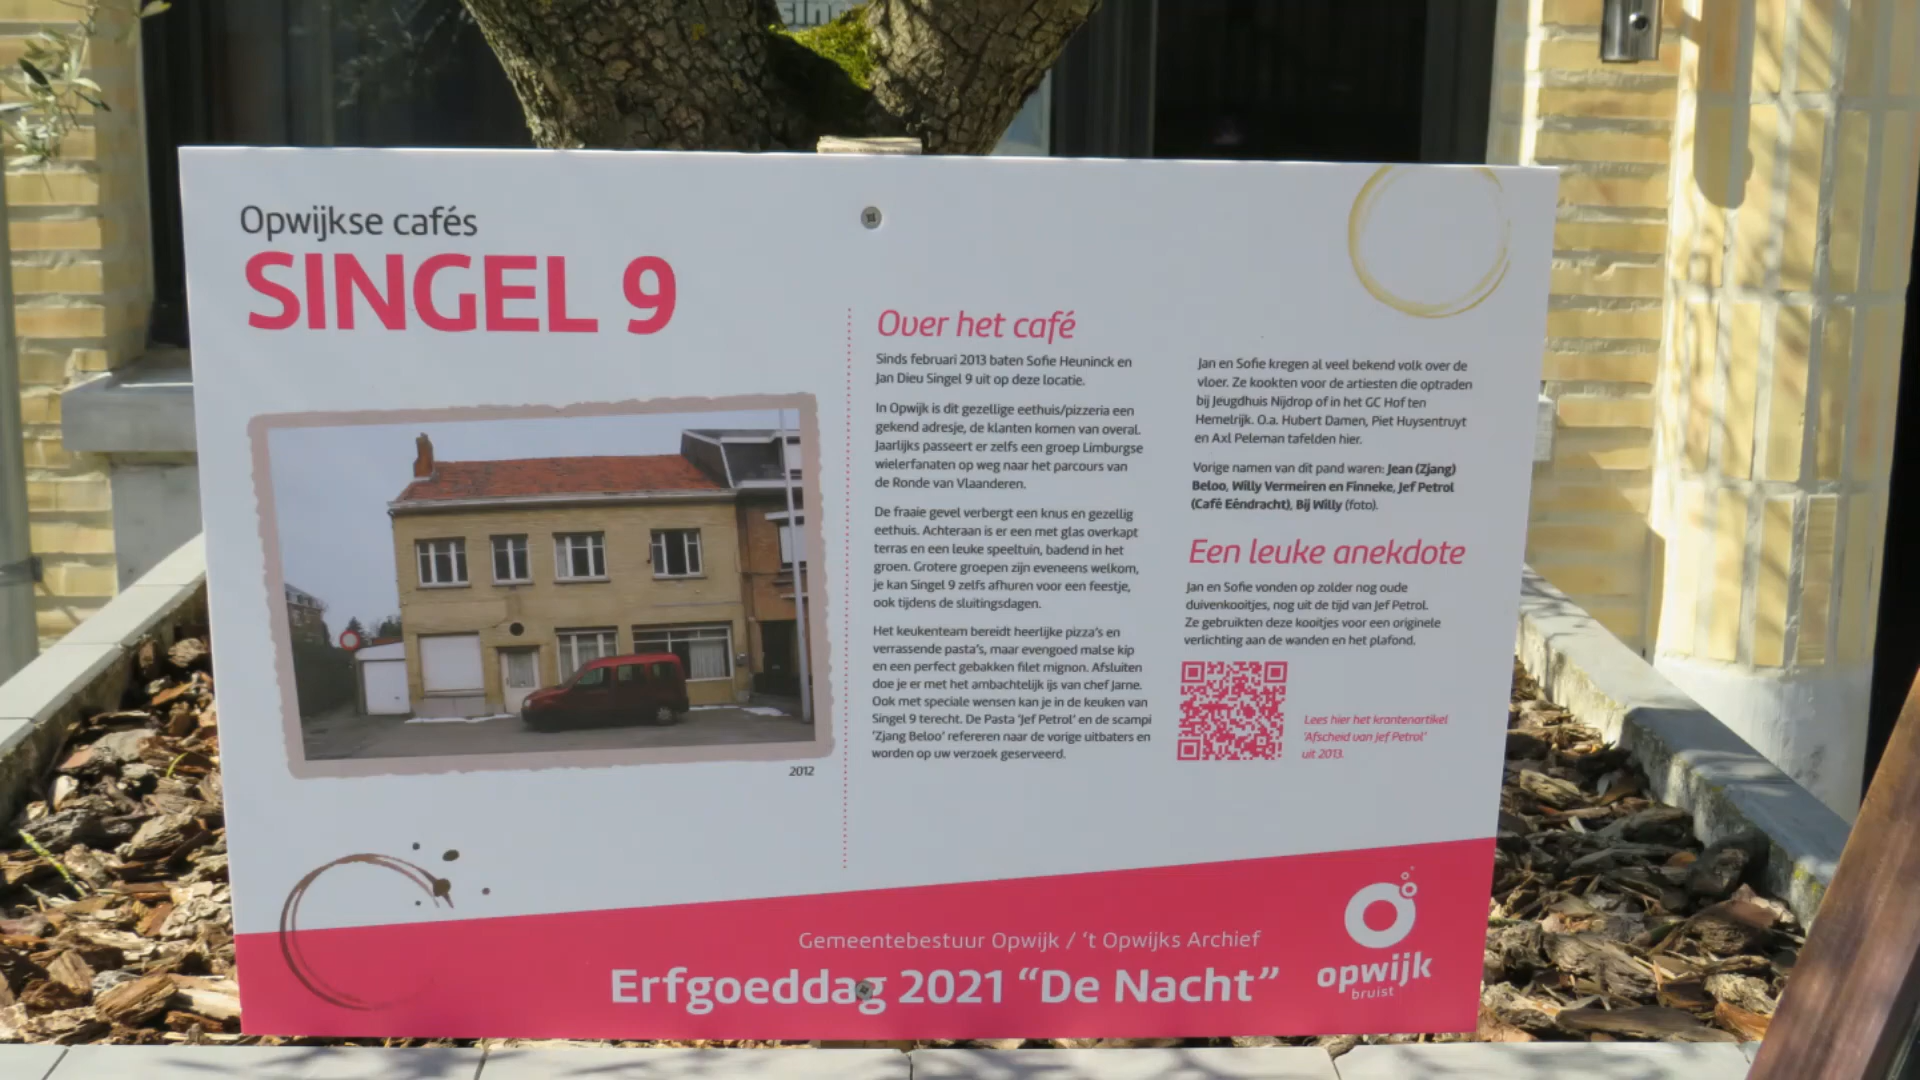 sing
Opwijkse cafés
SINGEL 9
2012
Over het café
Sinds februari 2013 baten Sofie Heuninck en
Jan Dieu Singel 9 uit op deze locatie.
In Opwijk is dit gezellige eethuis/pizzeria een
gekend adresje, de klanten komen van overal.
Jaarlijks passeert er zelfs een groep Limburgse
wielerfanaten op weg naar het parcours van
de Ronde van Vlaanderen.
De fraaie gevel verbergt een knus en gezellig
eethuis. Achteraan is er een met glas overkapt
terras en een leuke speeltuin, badend in het
groen. Grotere groepen zijn eveneens welkom,
je kan Singel 9 zelfs afhuren voor een feestje,
ook tijdens de sluitingsdagen.
Het keukenteam bereidt heerlijke pizza's en
verrassende pasta's, maar evengoed malse kip
en een perfect gebakken filet mignon. Afsluiten
doe je er met het ambachtelijk ijs van chef Jarne.
Ook met speciale wensen kan je in de keuken van
Singel 9 terecht. De Pasta 'Jef Petrol' en de scampi
'Zjang Beloo' refereren naar de vorige uitbaters en
worden op uw verzoek geserveerd.
Jan en Sofie kregen al veel bekend volk over de
vloer. Ze kookten voor de artiesten die optraden
bij Jeugdhuis Nijdrop of in het GC Hof ten
Hemelrijk. O.a. Hubert Damen, Piet Huysentruyt
en Axl Peleman tafelden hier.
Vorige namen van dit pand waren: Jean (Zjang)
Beloo, Willy Vermeiren en Finneke, Jef Petrol
(Café Eéndracht), Bij Willy (foto).
Een leuke anekdote
Jan en Sofie vonden op zolder nog oude
duivenkooitjes, nog uit de tijd van Jef Petrol.
Ze gebruikten deze kooitjes voor een originele
verlichting aan de wanden en het plafond.
Lees hier het krantenartikel
'Afscheid van Jef Petrol'
uit 2013.
Gemeentebestuur Opwijk / 't Opwijks Archief
Erfgoeddag 2021 "De Nacht"
opwijk
bruist